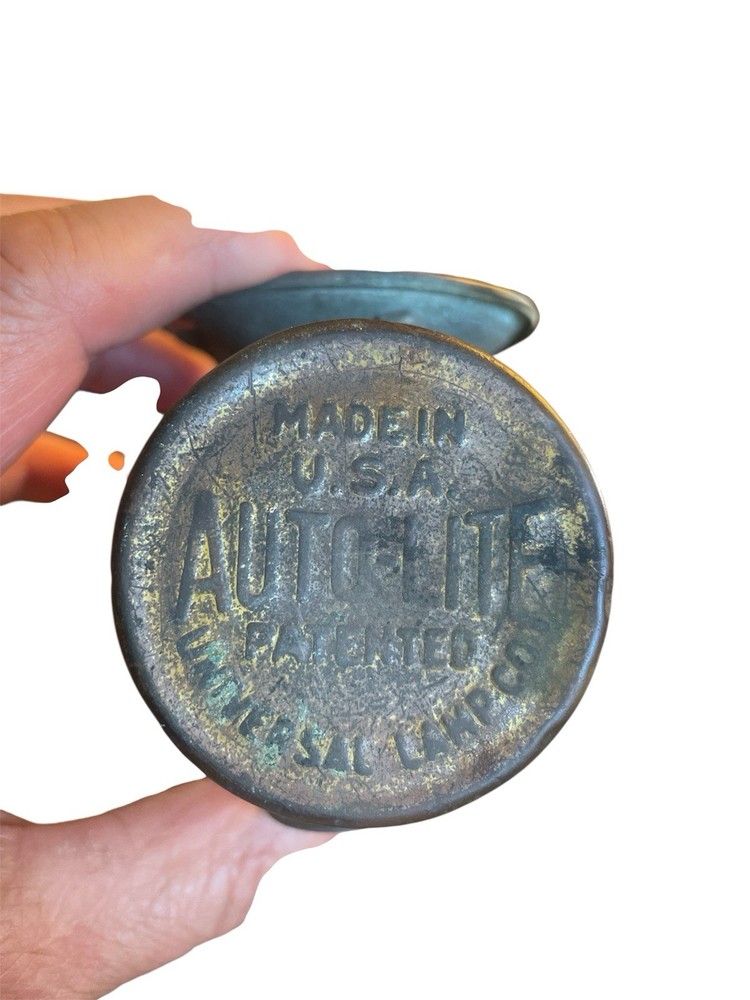 MADE IN
U.S.A.
AUTO-LITE
PATENTED
UNIVERSAL LAMP CO.